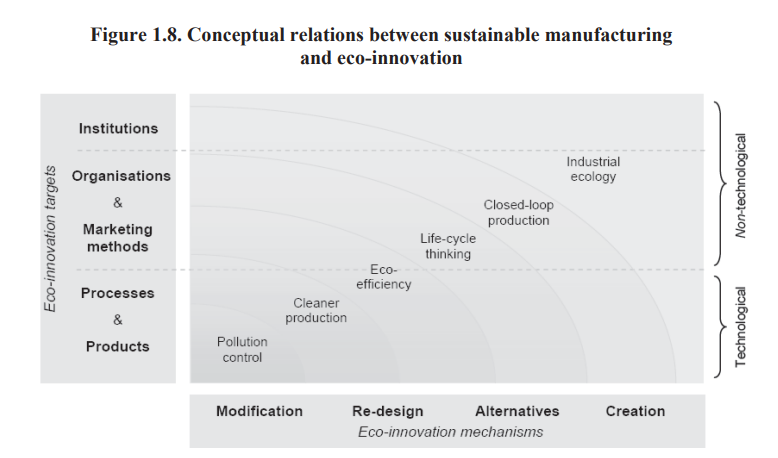 Figure 1.8. Conceptual relations between sustainable manufacturing
and eco-innovation
Eco-innovation targets
Institutions
Organisations
&
Marketing
methods
Processes
&
Products
Industrial
ecology
Closed-loop
production
Life-cycle
thinking
Eco-
efficiency
Cleaner
production
Pollution
control
Non-technological
Technological
Modification
Re-design
Alternatives
Creation
Eco-innovation mechanisms